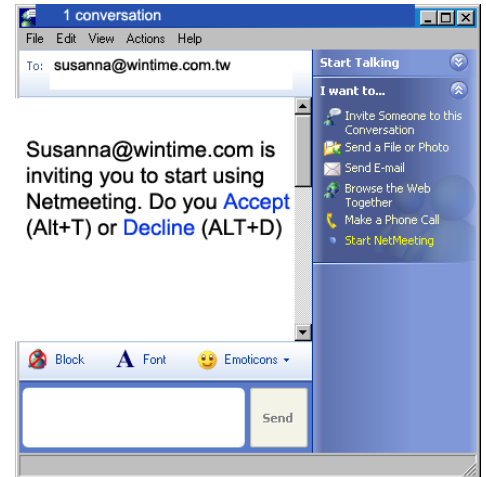 1 conversation
File Edit View Actions Help
To: susanna@wintime.com.tw
Susanna@wintime.com is
inviting you to start using
Netmeeting. Do you Accept
(Alt+T) or Decline (ALT+D)
Block Font Emoticons
Send
Start Talking
I want to...
Invite Someone to this
Conversation
Send a File or Photo
Send E-mail
Browse the Web
Together
Make a Phone Call
Start NetMeeting